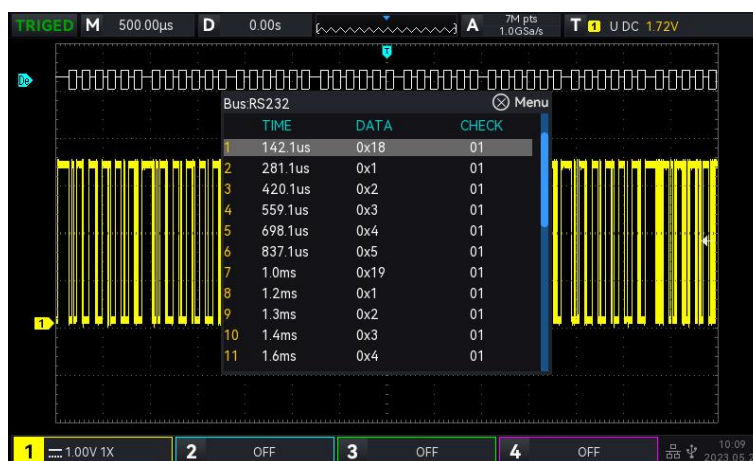 TRIGED M 500.00µs D 0.00s A 7M pts 1.0GSa/s T 1 U DC 1.72V
T
De
Bus:RS232 Menu
TIME DATA CHECK
1 142.1us 0x18 01
2 281.1us 0x1 01
3 420.1us 0x2 01
4 559.1us 0x3 01
5 698.1us 0x4 01
6 837.1us 0x5 01
7 1.0ms 0x19 01
8 1.2ms 0x1 01
9 1.3ms 0x2 01
10 1.4ms 0x3 01
11 1.6ms 0x4 01
1
1 1.00V 1X 2 OFF 3 OFF 4 OFF 10:09
2023.05